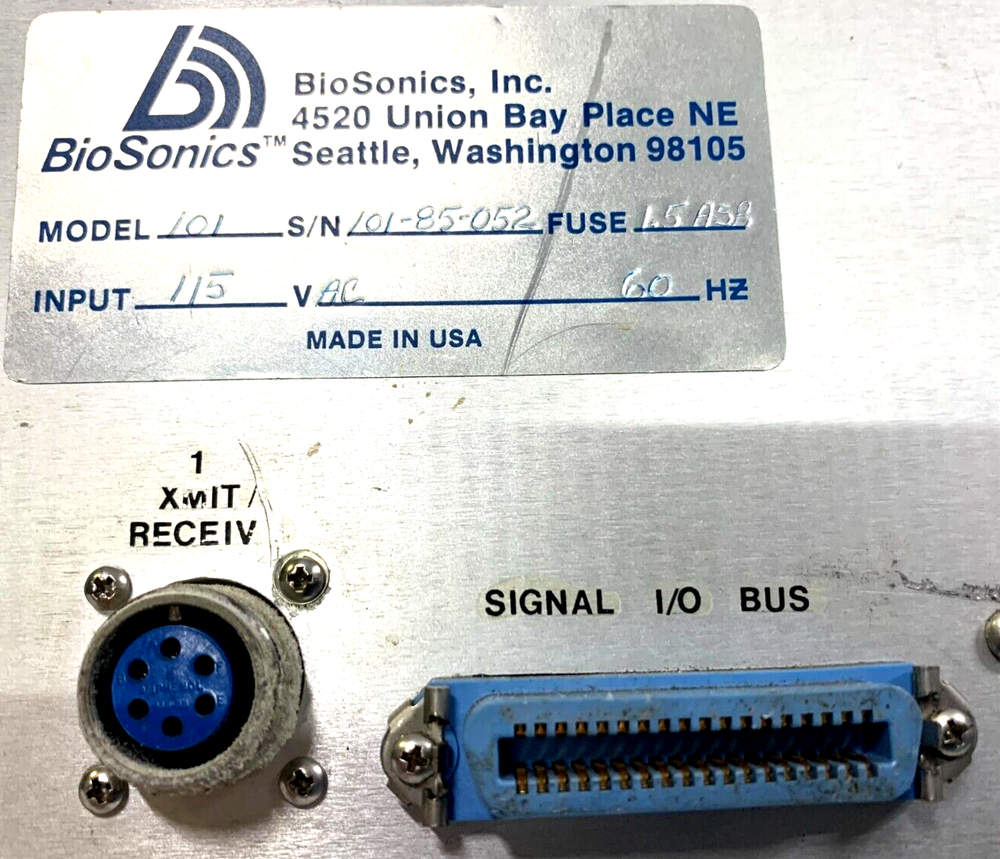 BioSonics, Inc.
4520 Union Bay Place NE
BioSonics™ Seattle, Washington 98105
MODEL 101 S/N 101-85-052 FUSE 1.5 ASB
INPUT 115 V AC 60 HZ
MADE IN USA
1
XMIT/
RECEIV
SIGNAL I/O BUS